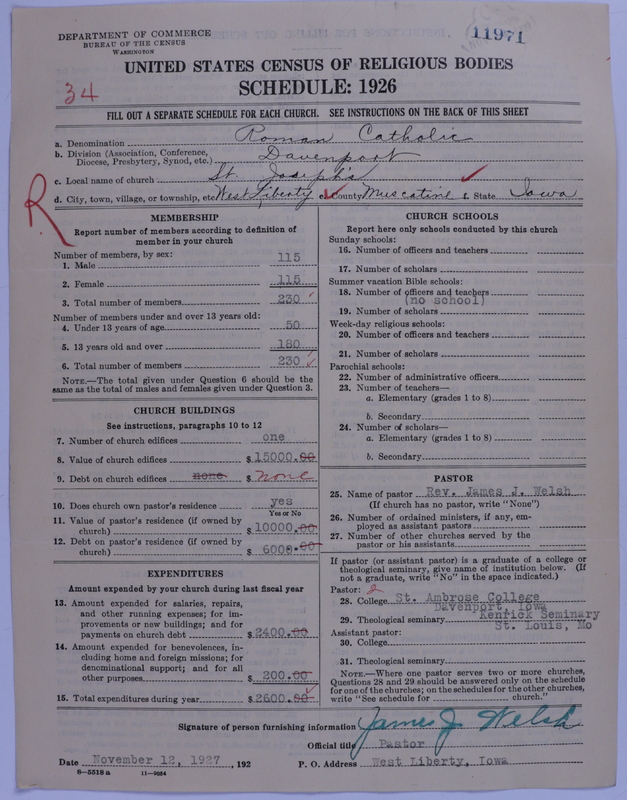 DEPARTMENT OF COMMERCE
BUREAU OF THE CENSUS
WASHINGTON
11971
UNITED STATES CENSUS OF RELIGIOUS BODIES
SCHEDULE: 1926
34
FILL OUT A SEPARATE SCHEDULE FOR EACH CHURCH. SEE INSTRUCTIONS ON THE BACK OF THIS SHEET
a. Denomination Roman Catholic
b. Division (Association, Conference,
Diocese, Presbytery, Synod, etc.) Davenport
c. Local name of church St. Joseph's
d. City, town, village, or township, etc West Liberty e. County Muscatine f. State Iowa
R
MEMBERSHIP
Report number of members according to definition of
member in your church
Number of members, by sex:
1. Male 115
2. Female 115
3. Total number of members 230
Number of members under and over 13 years old:
4. Under 13 years of age 50
5. 13 years old and over 180
6. Total number of members 230
NOTE.—The total given under Question 6 should be
same as the total of males and females given under Question 3.
CHURCH BUILDINGS
See instructions, paragraphs 10 to 12
7. Number of church edifices one
8. Value of church edifices $ 15000.00
9. Debt on church edifices none $ none
10. Does church own pastor's residence yes
Yes or No
11. Value of pastor's residence (if owned by
church) $ 10000.00
12. Debt on pastor's residence (if owned by
church) $ 6000.00
EXPENDITURES
Amount expended by your church during last fiscal year
13. Amount expended for salaries, repairs,
and other running expenses; for im-
provements or new buildings; and for
payments on church debt $ 2400.00
14. Amount expended for benevolences, in-
cluding home and foreign missions; for
denominational support; and for all
other purposes $ 200.00
15. Total expenditures during year $ 2600.00
CHURCH SCHOOLS
Report here only schools conducted by this church
Sunday schools:
16. Number of officers and teachers
17. Number of scholars
Summer vacation Bible schools:
18. Number of officers and teachers
(no school)
19. Number of scholars
Week-day religious schools:
20. Number of officers and teachers
21. Number of scholars
Parochial schools:
22. Number of administrative officers
23. Number of teachers—
a. Elementary (grades 1 to 8)
b. Secondary
24. Number of scholars—
a. Elementary (grades 1 to 8)
b. Secondary
PASTOR
25. Name of pastor Rev. James J. Welsh
(If church has no pastor, write "None")
26. Number of ordained ministers, if any, em-
ployed as assistant pastors
27. Number of other churches served by the
pastor or his assistants
If pastor (or assistant pastor) is a graduate of a college or
theological seminary, give name of institution below. (If
not a graduate, write "No" in the space indicated.)
Pastor: 2
28. College St. Ambrose College
Davenport, Iowa
29. Theological seminary Kenrick Seminary
St. Louis, Mo
Assistant pastor:
30. College
31. Theological seminary
NOTE.—Where one pastor serves two or more churches,
Questions 28 and 29 should be answered only on the schedule
for one of the churches; on the schedules for the other churches,
write "See schedule for church."
Signature of person furnishing information James J Welsh
Official title Pastor
Date November 12, 1927 , 192 P. O. Address West Liberty, Iowa
8—5518 a 11—9054